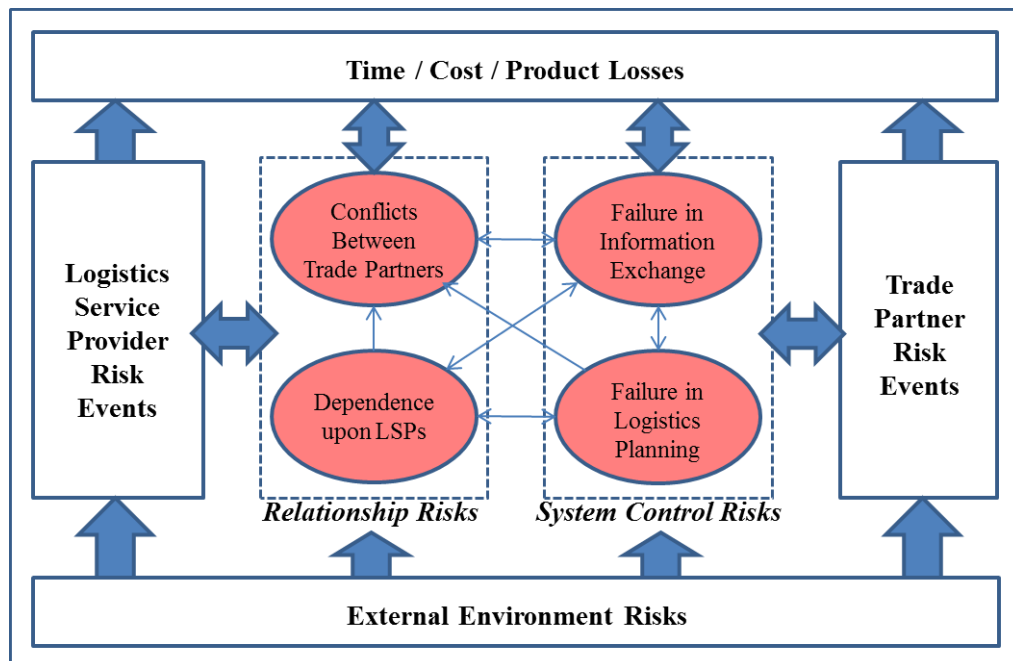 Time / Cost / Product Losses
Logistics
Service
Provider
Risk
Events
Conflicts
Between
Trade Partners
Failure in
Information
Exchange
Dependence
upon LSPs
Failure in
Logistics
Planning
Relationship Risks
System Control Risks
Trade
Partner
Risk
Events
External Environment Risks